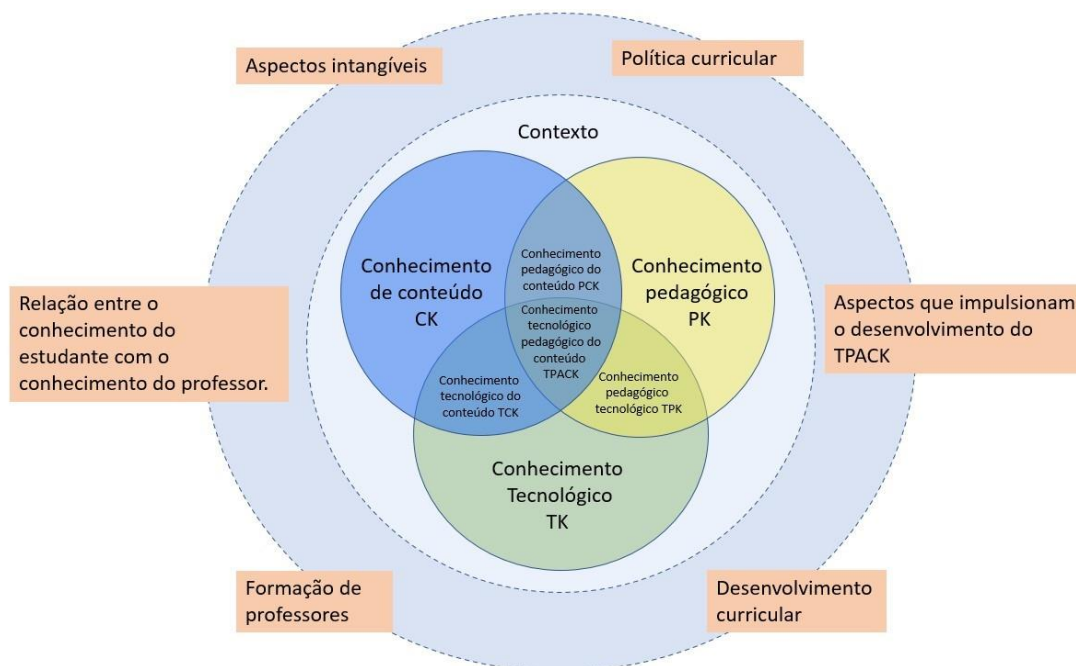 Aspectos intangíveis
Política curricular
Contexto
Conhecimento
de conteúdo
CK
Conhecimento
pedagógico do
conteúdo PCK
Conhecimento
pedagógico
PK
Conhecimento
tecnológico
pedagógico do
conteúdo
TPACK
Relação entre o
conhecimento do
estudante com o
conhecimento do professor.
Aspectos que impulsionam
o desenvolvimento do
TPACK
Conhecimento
tecnológico do
conteúdo TCK
Conhecimento
pedagógico
tecnológico TPK
Conhecimento
Tecnológico
TK
Formação de
professores
Desenvolvimento
curricular